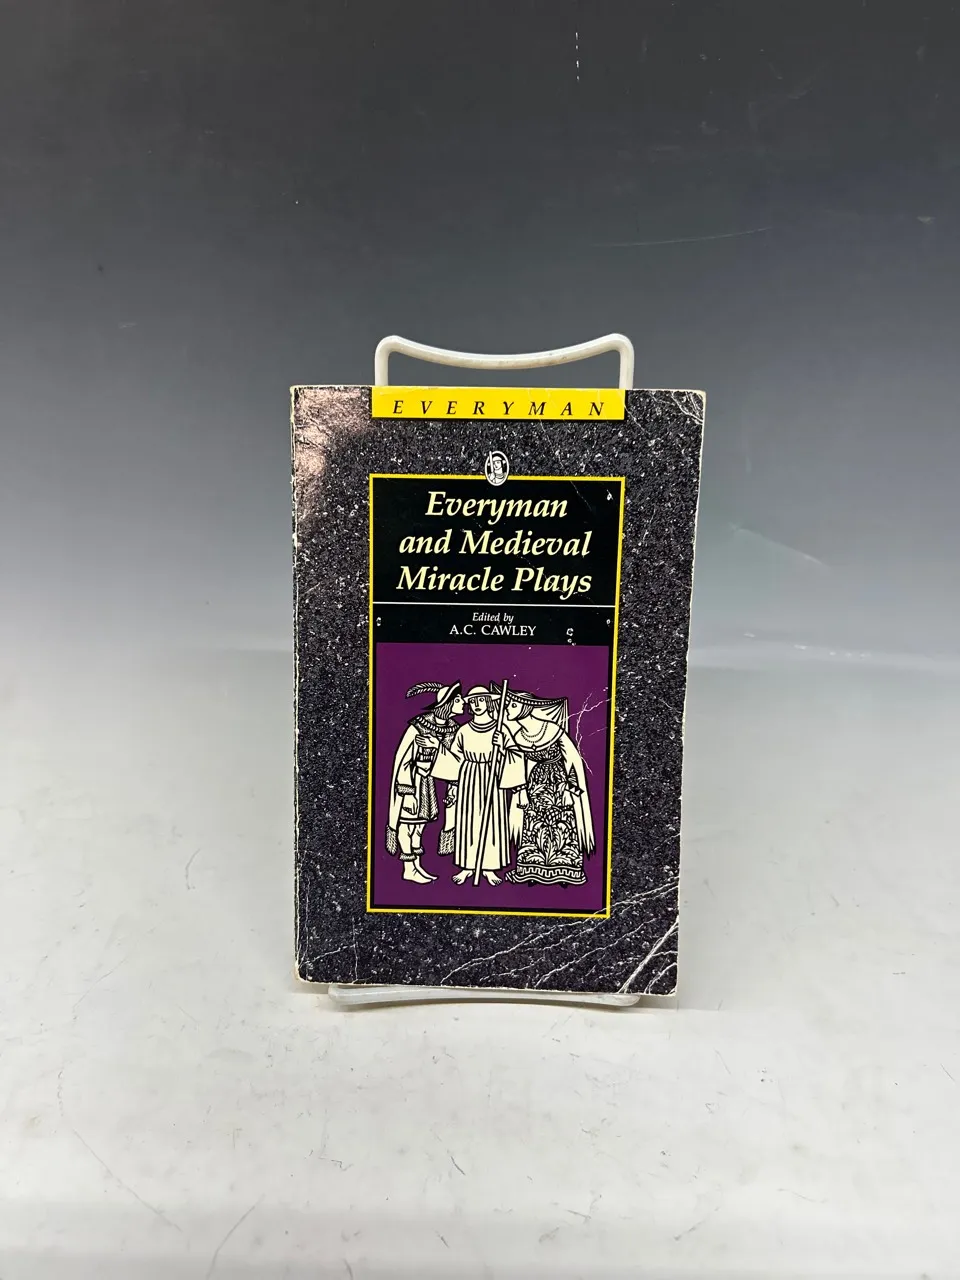 EVERYMAN
Everyman
and Medieval
Miracle Plays
Edited by
A.C. CAWLEY